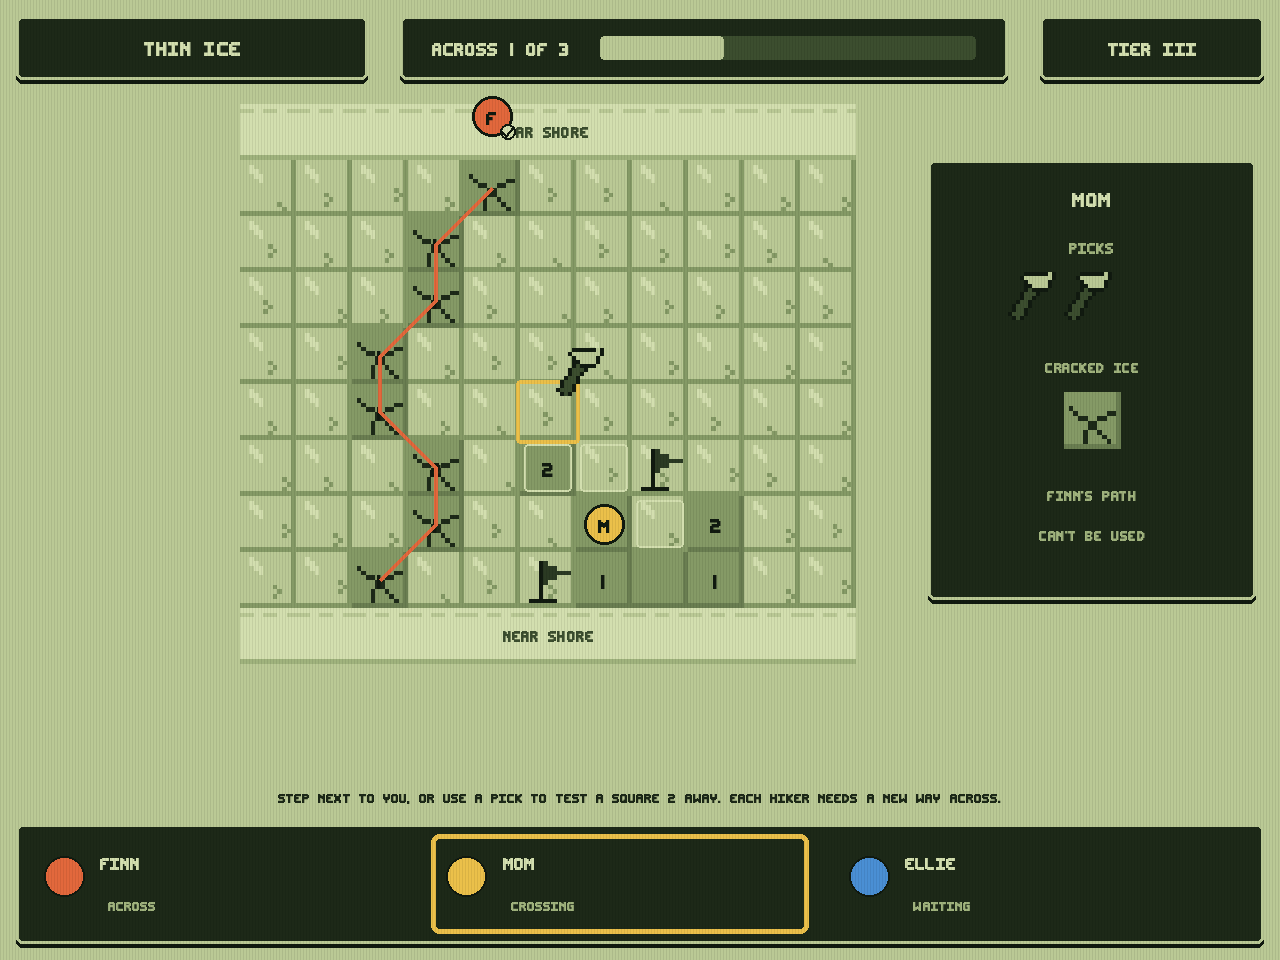 THIN ICE
ACROSS 1 OF 3
TIER III
F
AR SHORE
MOM
PICKS
CRACKED ICE
2
M
2
FINN'S PATH
CAN'T BE USED
1
1
NEAR SHORE
STEP NEXT TO YOU, OR USE A PICK TO TEST A SQUARE 2 AWAY. EACH HIKER NEEDS A NEW WAY ACROSS.
FINN
ACROSS
MOM
CROSSING
ELLIE
WAITING